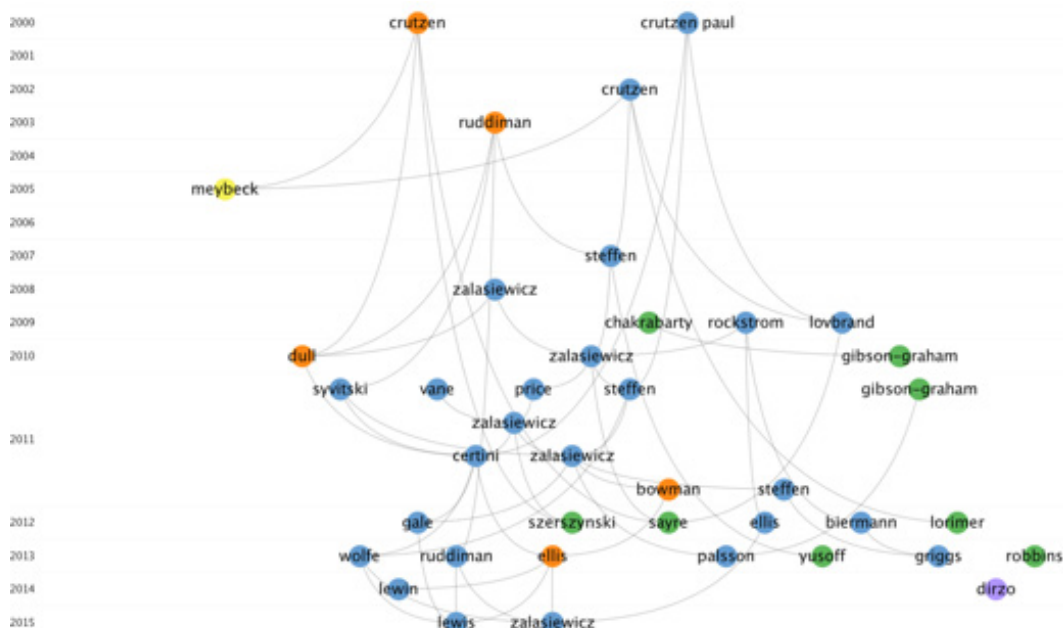 2000 crutzen crutzen paul
2001
2002 crutzen
2003 ruddiman
2004
2005 meybeck
2006
2007 steffen
2008 zalasiewicz
2009 chakrabarty rockstrom lovbrand
2010 dull zalasiewicz gibson-graham
syvitski vane price steffen gibson-graham
zalasiewicz
2011
certini zalasiewicz
bowman steffen
2012 gale szerszynski sayre ellis biermann lorimer
2013 wolfe ruddiman ellis palsson yusoff griggs robbins
2014 lewin dirzo
2015 lewis zalasiewicz